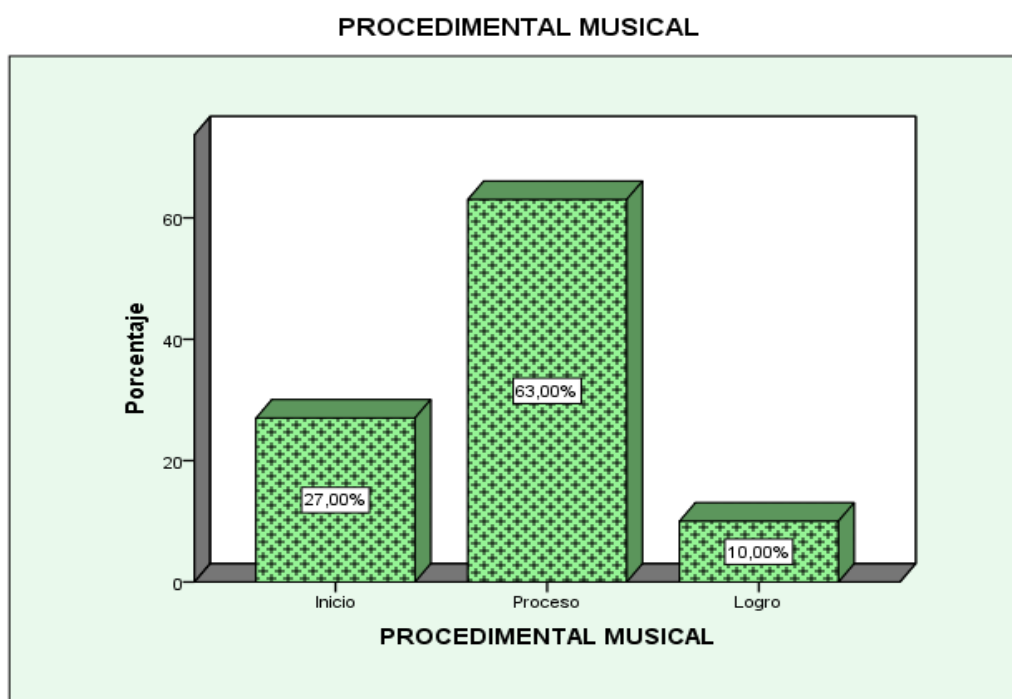 PROCEDIMENTAL MUSICAL
Porcentaje
60
40
20
0
63,00%
27,00%
10,00%
Inicio
Proceso
Logro
PROCEDIMENTAL MUSICAL